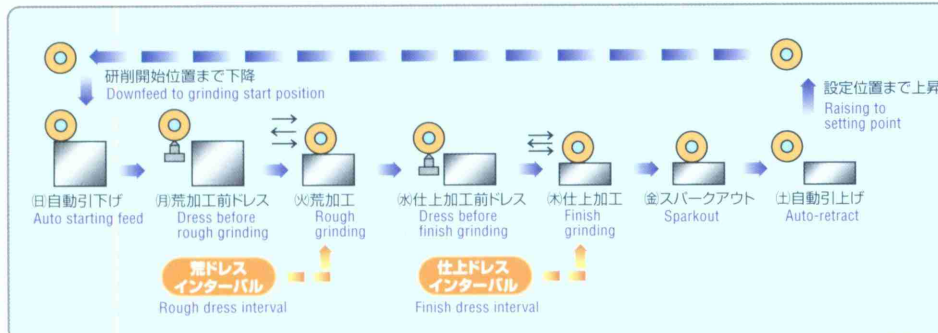 研削開始位置まで下降
Downfeed to grinding start position
設定位置まで上昇
Raising to
setting point
㈰自動引下げ
Auto starting feed
㈪荒加工前ドレス
Dress before
rough grinding
㈫荒加工
Rough
grinding
㈬仕上加工前ドレス
Dress before
finish grinding
㈭仕上加工
Finish
grinding
㈮スパークアウト
Sparkout
㈯自動引上げ
Auto-retract
荒ドレス
インターバル
Rough dress interval
仕上ドレス
インターバル
Finish dress interval